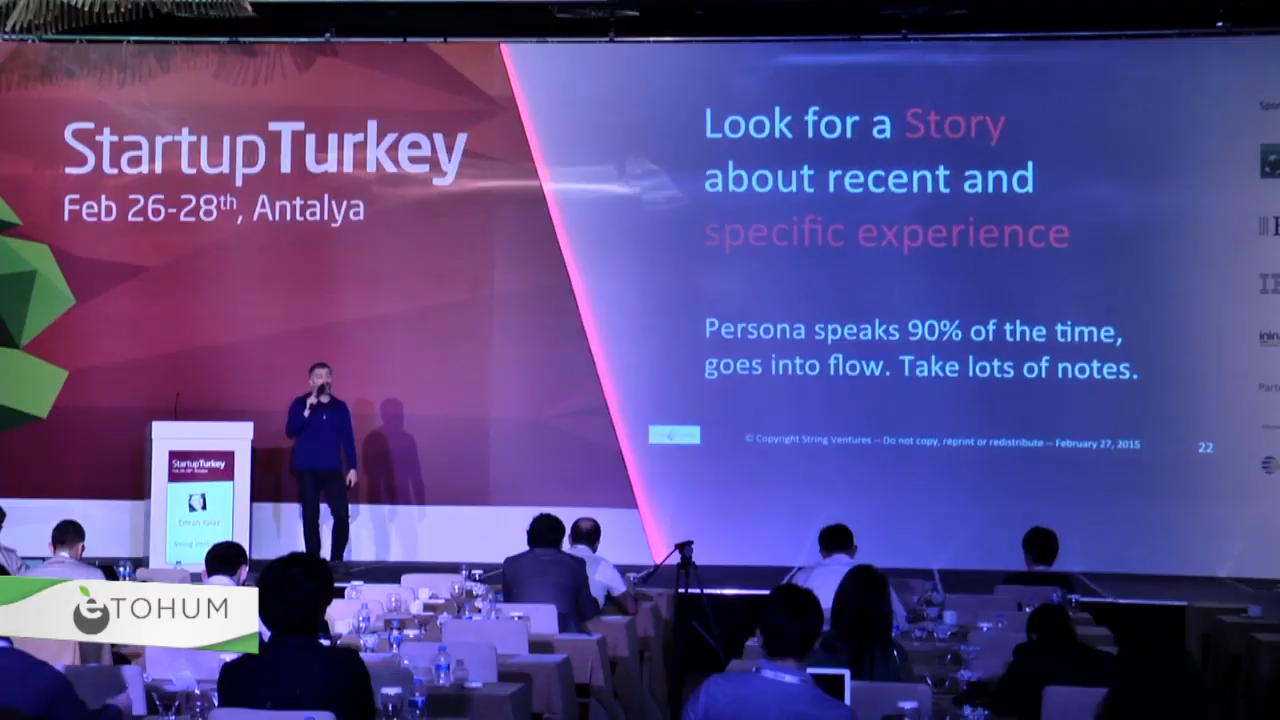 StartupTurkey
Feb 26-28th, Antalya
Look for a Story
about recent and
specific experience
Persona speaks 90% of the time,
goes into flow. Take lots of notes.
© Copyright String Ventures – Do not copy, reprint or redistribute – February 27, 2015
22
StartupTurkey
eTOHUM